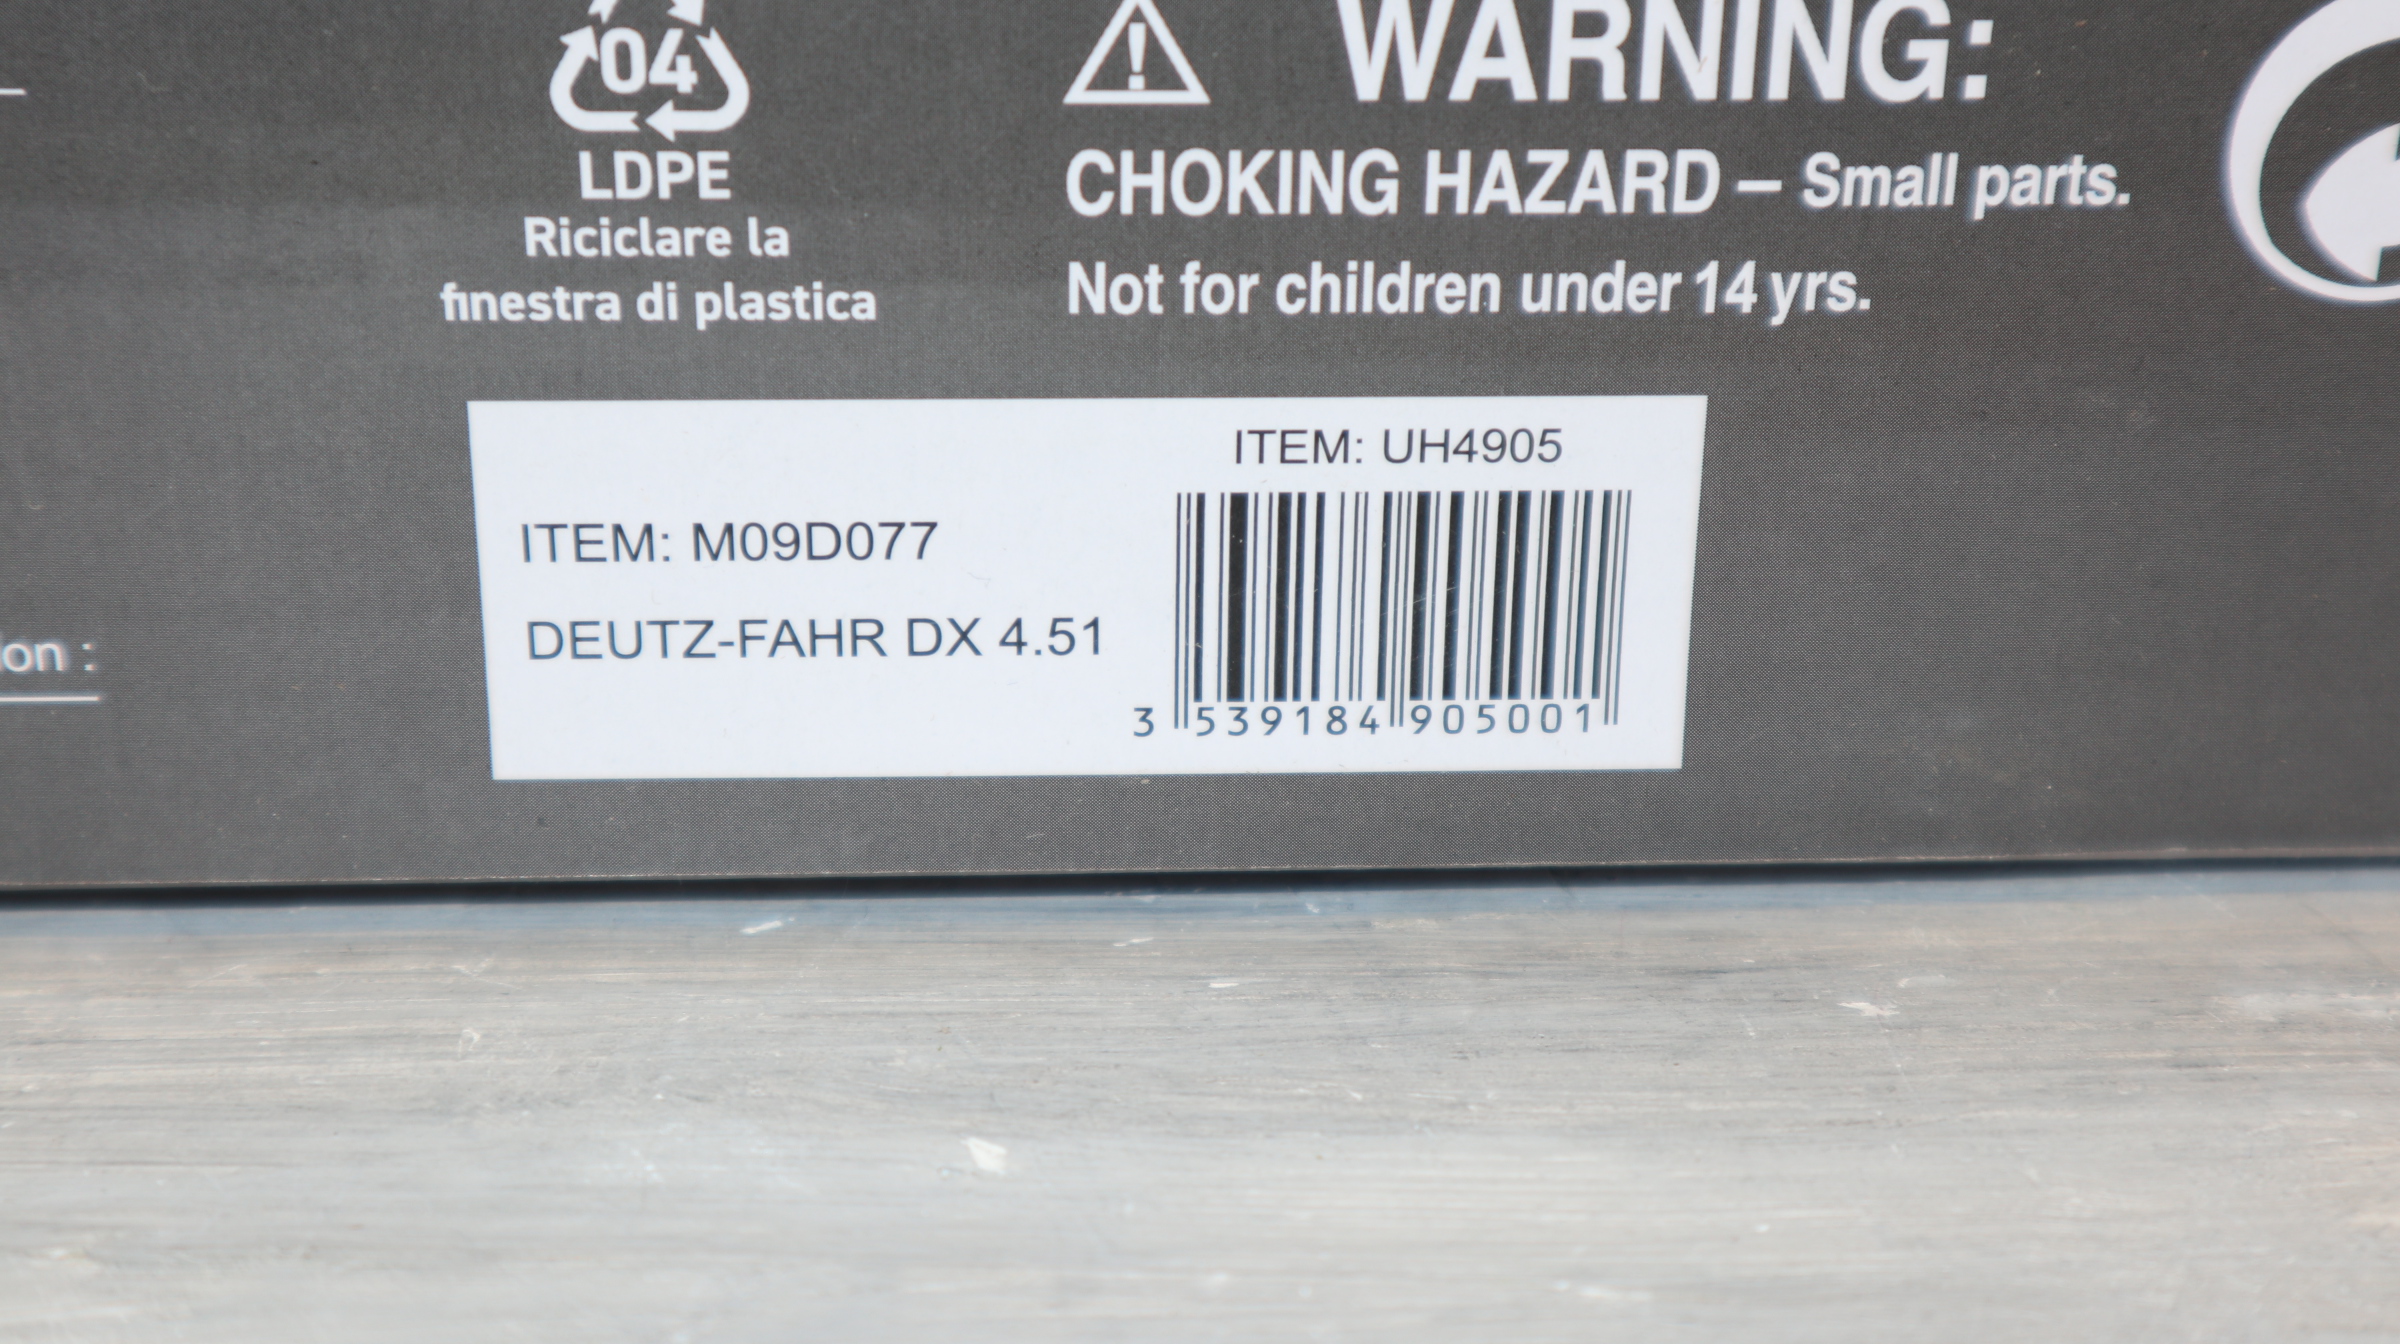 04
LDPE
Riciclare la
finestra di plastica
WARNING:
CHOKING HAZARD – Small parts.
Not for children under 14 yrs.
ITEM: UH4905
ITEM: M09D077
DEUTZ-FAHR DX 4.51
3 539184 905001